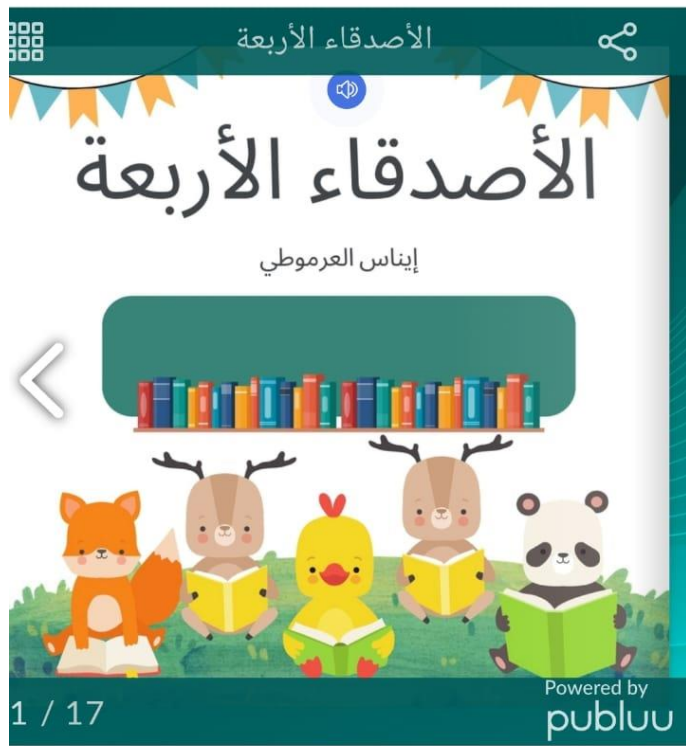 الأصدقاء الأربعة
الأصدقاء الأربعة
إيناس العرموطي
1 / 17
Powered by
publuu